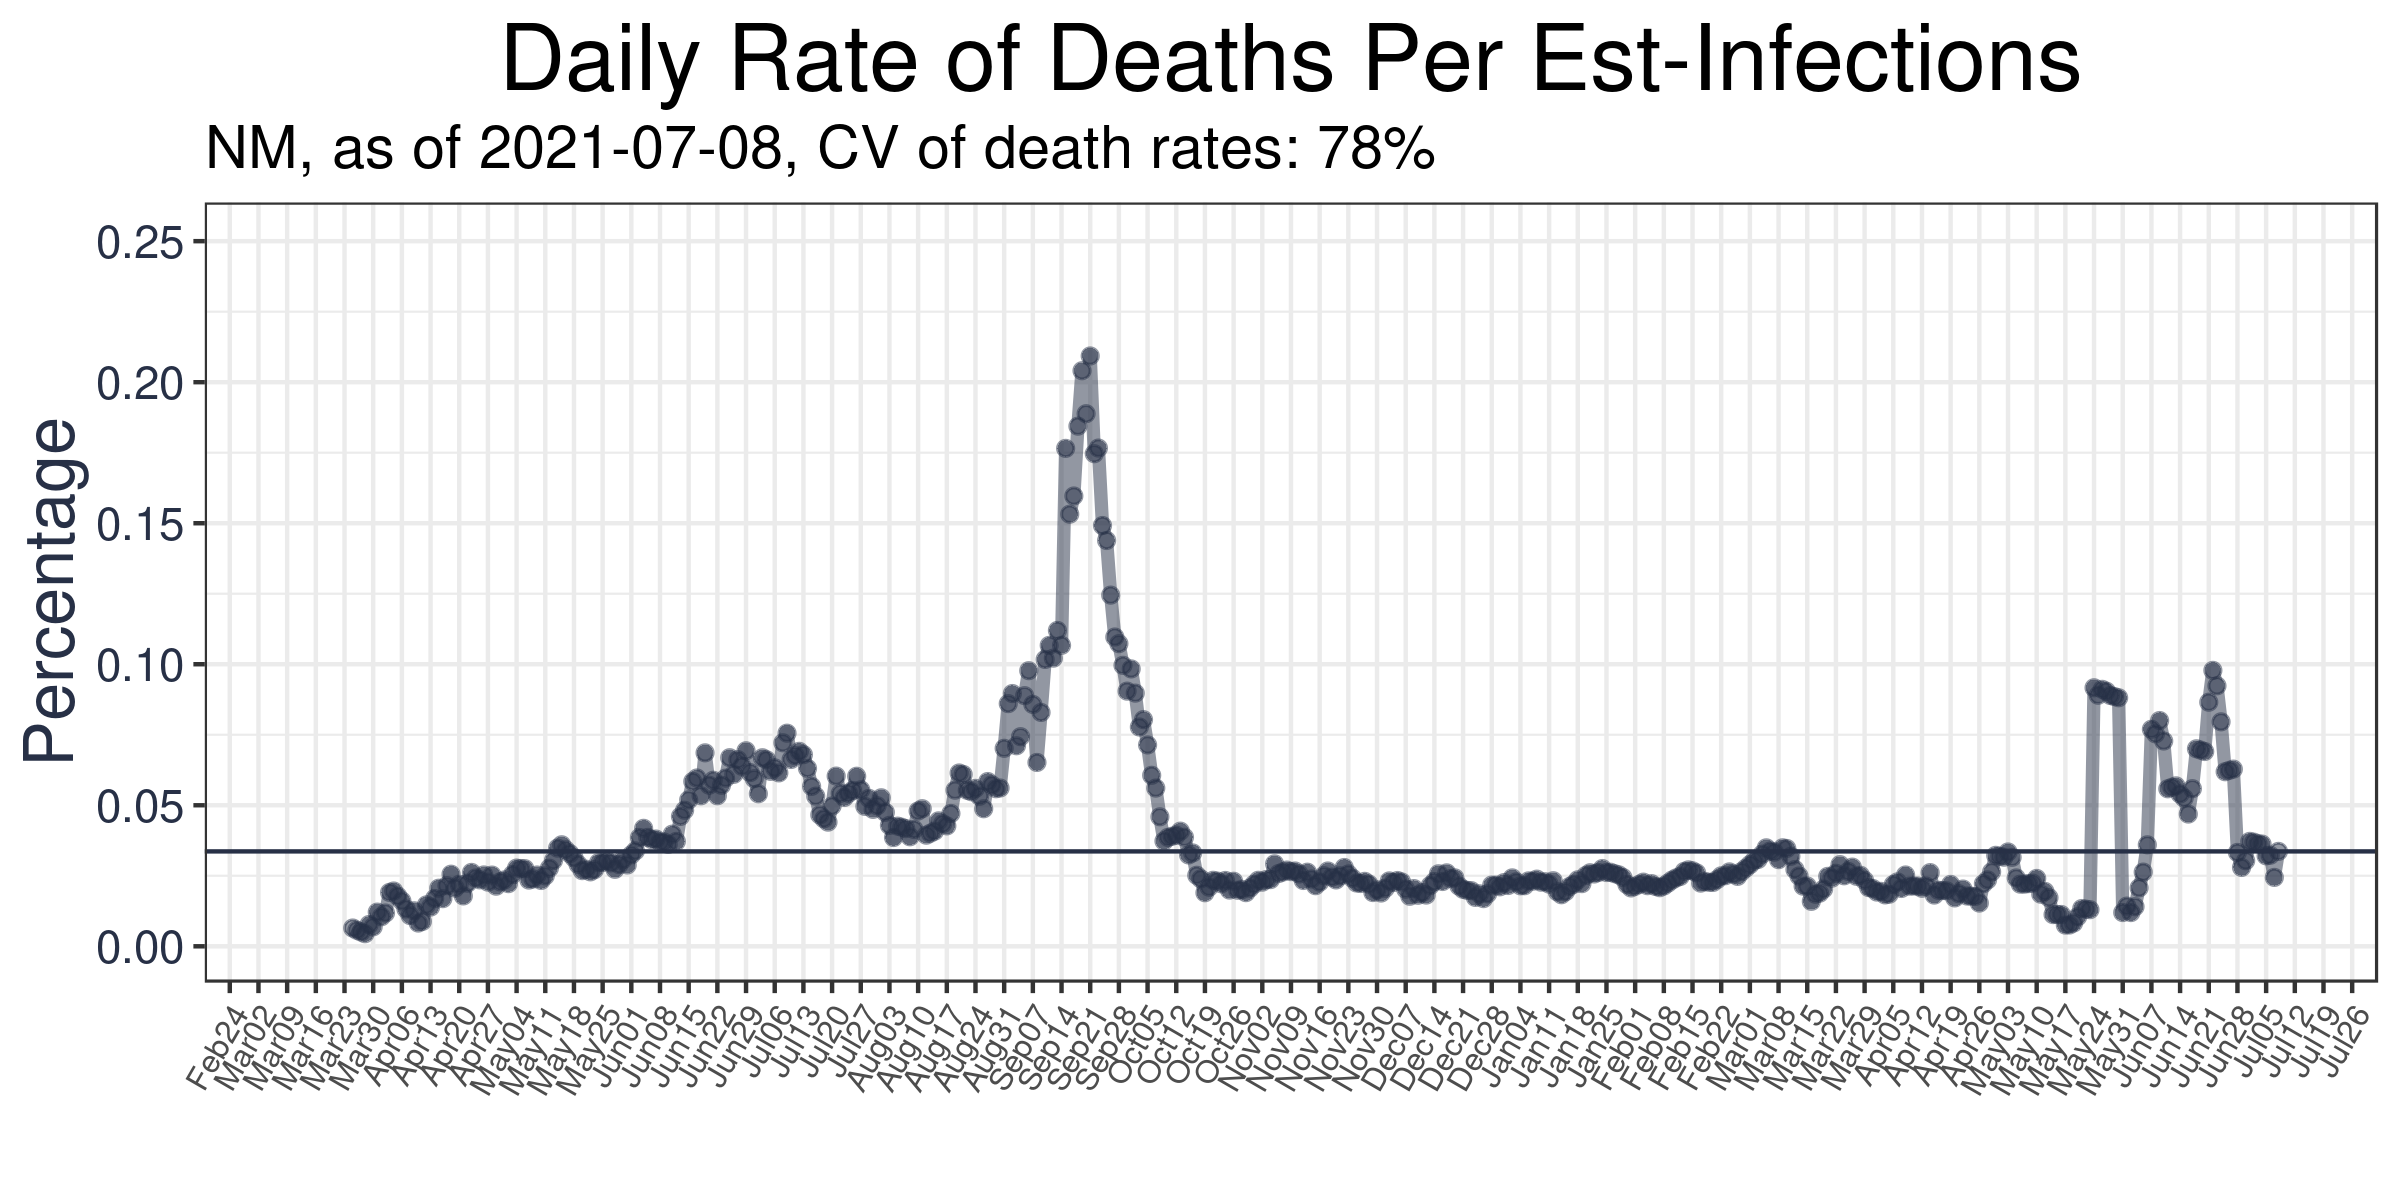 Daily Rate of Deaths Per Est-Infections
NM, as of 2021-07-08, CV of death rates: 78%
Percentage
0.25
0.20
0.15
0.10
0.05
0.00
Feb24
Mar02
Mar09
Mar16
Mar23
Mar30
Apr06
Apr13
Apr20
Apr27
May04
May11
May18
May25
Jun01
Jun08
Jun15
Jun22
Jun29
Jul06
Jul13
Jul20
Jul27
Aug03
Aug10
Aug17
Aug24
Aug31
Sep07
Sep14
Sep21
Sep28
Oct05
Oct12
Oct19
Oct26
Nov02
Nov09
Nov16
Nov23
Nov30
Dec07
Dec14
Dec21
Dec28
Jan04
Jan11
Jan18
Jan25
Feb01
Feb08
Feb15
Feb22
Mar01
Mar08
Mar15
Mar22
Mar29
Apr05
Apr12
Apr19
Apr26
May03
May10
May17
May24
May31
Jun07
Jun14
Jun21
Jun28
Jul05
Jul12
Jul19
Jul26